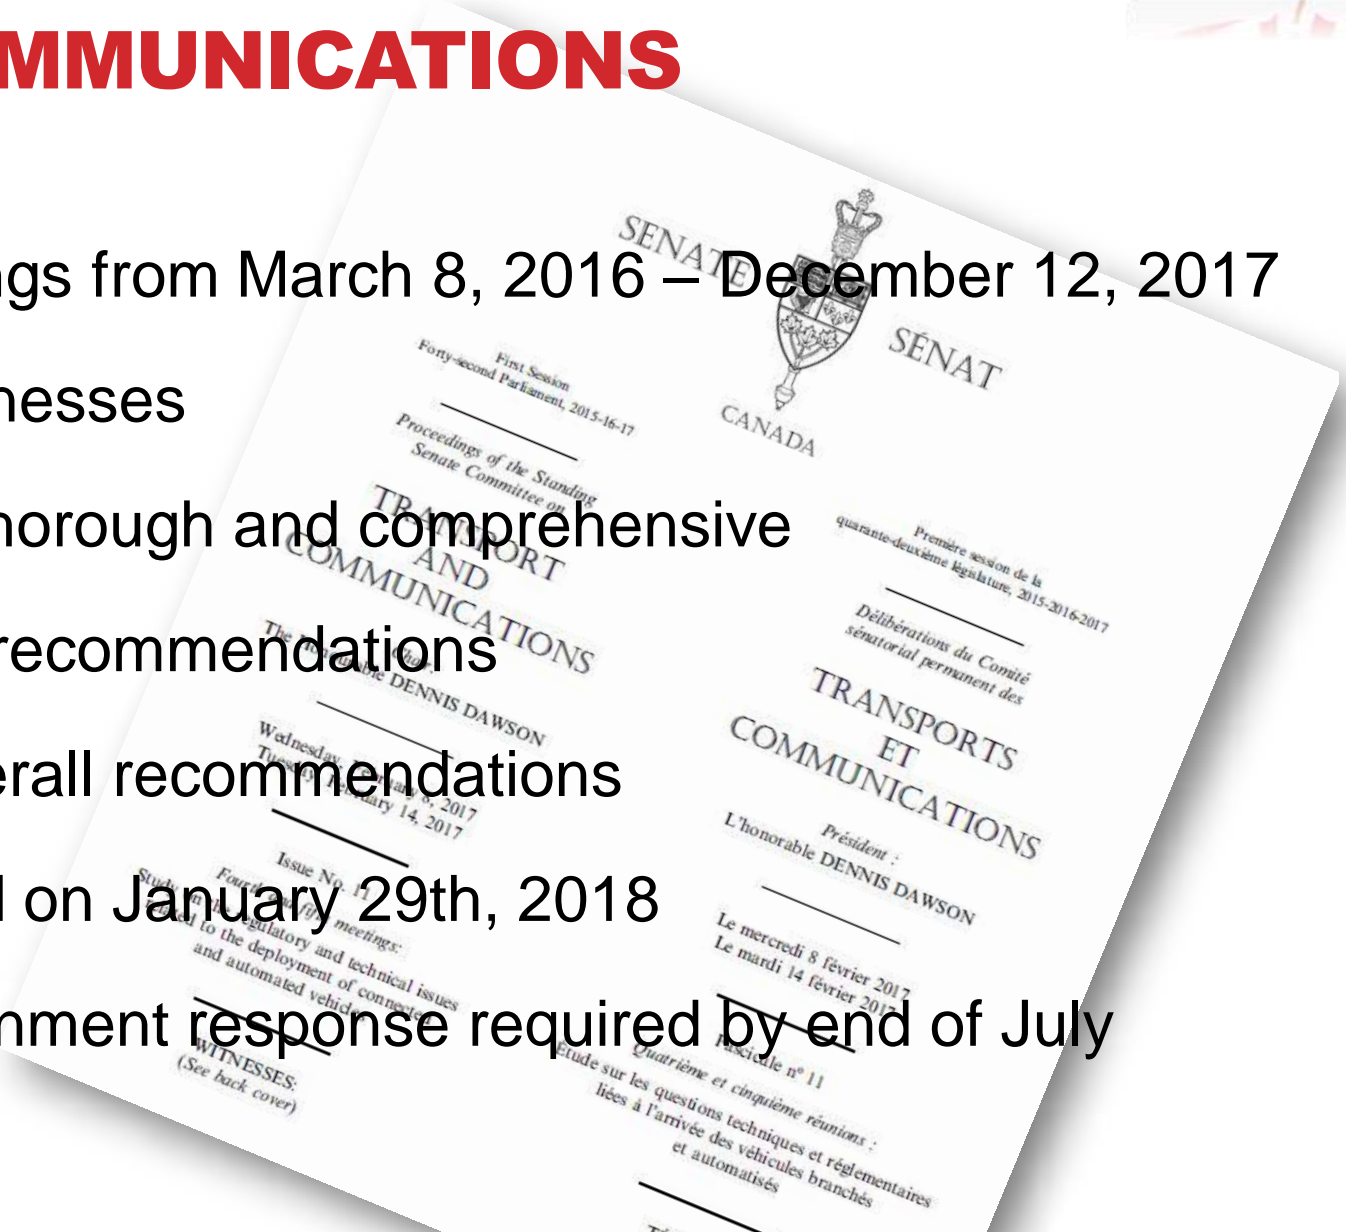 MMUNICATIONS
ngs from March 8, 2016 – December 12, 2017
nesses
horough and comprehensive
recommendations
erall recommendations
on January 29th, 2018
nment response required by end of July
SENATE
SÉNAT
CANADA
First Session
Forty-second Parliament, 2015-16-17
Proceedings of the Standing
Senate Committee on
TRANSPORT
AND
COMMUNICATIONS
Chair:
The Honourable DENNIS DAWSON
Wednesday, February 8, 2017
Tuesday, February 14, 2017
Issue No. 11
Fourth and fifth meetings:
Study on the regulatory and technical issues
related to the deployment of connected
and automated vehicles
WITNESSES:
(See back cover)
Première session de la
quarante-deuxième législature, 2015-2016-2017
Délibérations du Comité
sénatorial permanent des
TRANSPORTS
ET
COMMUNICATIONS
Président :
L'honorable DENNIS DAWSON
Le mercredi 8 février 2017
Le mardi 14 février 2017
Fascicule nº 11
Quatrième et cinquième réunions :
Étude sur les questions techniques et réglementaires
liées à l'arrivée des véhicules branchés
et automatisés